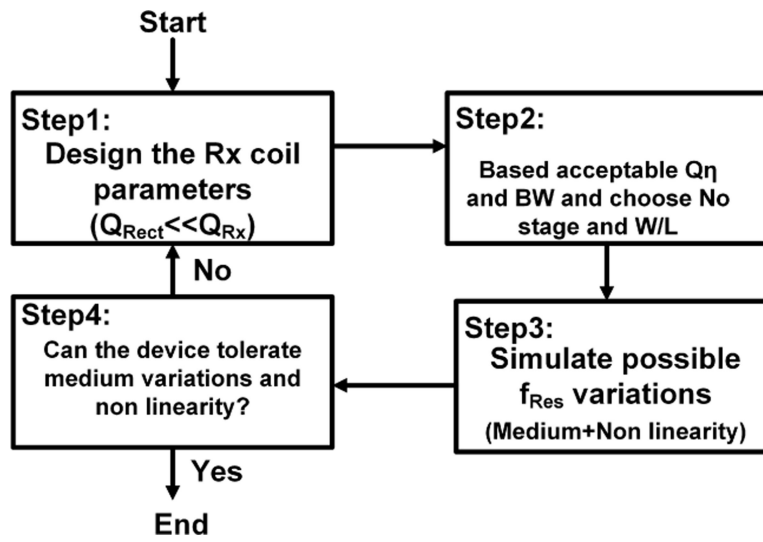 Start
Step1:
Design the Rx coil
parameters
(QRect<<QRx)
Step2:
Based acceptable Qη
and BW and choose No
stage and W/L
Step3:
Simulate possible
fRes variations
(Medium+Non linearity)
Step4:
Can the device tolerate
medium variations and
non linearity?
No
Yes
End